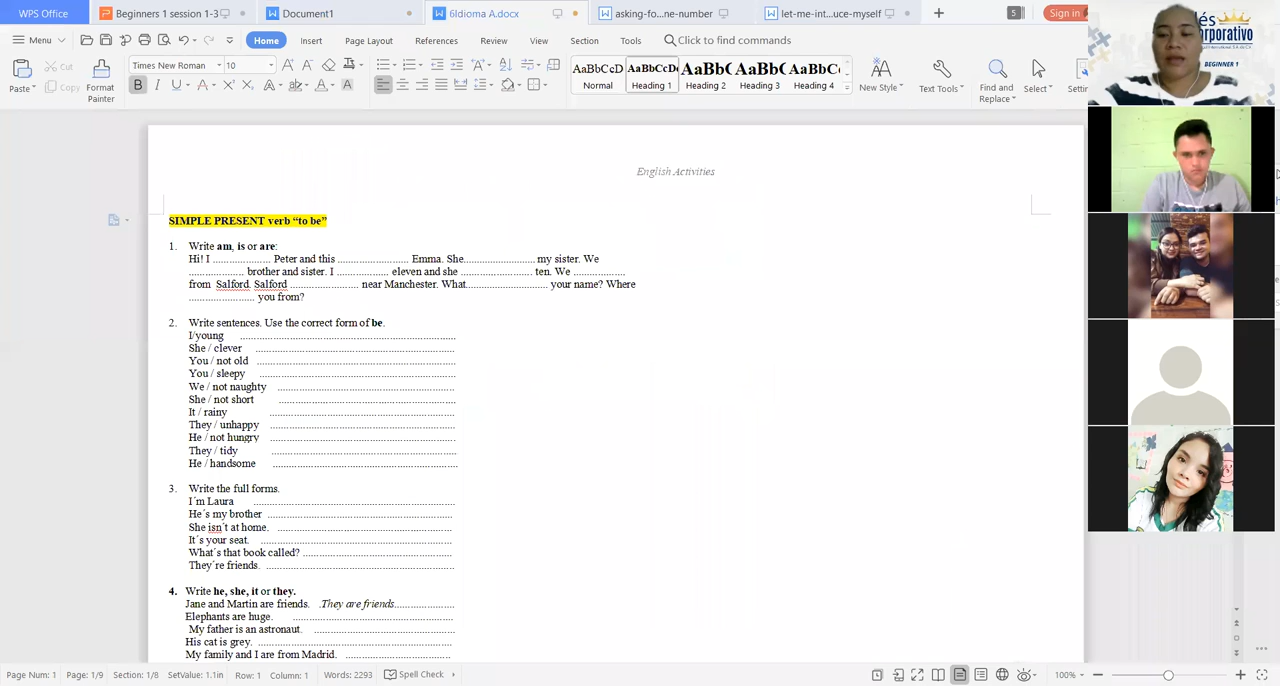 WPS Office
Beginners 1 session 1-3
Document1
6Idioma A.docx
asking-fo...ne-number
let-me-int...uce-myself
5
Sign in
Menu
Home
Insert
Page Layout
References
Review
View
Section
Tools
Click to find commands
Paste
Cut
Copy
Format Painter
Times New Roman
10
AaBbCcD
Normal
AaBbCcD
Heading 1
AaBb
Heading 2
AaBbC
Heading 3
AaBbC
Heading 4
New Style
Text Tools
Find and Replace
Select
BEGINNER 1
English Activities
SIMPLE PRESENT verb “to be”
1. Write am, is or are:
Hi! I .................... Peter and this ......................... Emma. She......................... my sister. We
.................... brother and sister. I .................. eleven and she ......................... ten. We ..................
from Salford. Salford ........................ near Manchester. What............................ your name? Where
....................... you from?
2. Write sentences. Use the correct form of be.
I/young ............................................................................
She / clever ......................................................................
You / not old .....................................................................
You / sleepy .....................................................................
We / not naughty ..............................................................
She / not short ..............................................................
It / rainy .................................................................
They / unhappy .................................................................
He / not hungry .................................................................
They / tidy .................................................................
He / handsome .................................................................
3. Write the full forms.
I´m Laura .....................................................................
He´s my brother .................................................................
She isn´t at home. .............................................................
It´s your seat. ...................................................................
What´s that book called? .....................................................
They´re friends. ..................................................................
4. Write he, she, it or they.
Jane and Martin are friends. .They are friends.....................
Elephants are huge. ........................................................
My father is an astronaut. .................................................
His cat is grey. .....................................................................
My family and I are from Madrid. ......................................
Page Num: 1 Page: 1/9 Section: 1/8 SetValue: 1.1in Row: 1 Column: 1 Words: 2293 Spell Check 100%